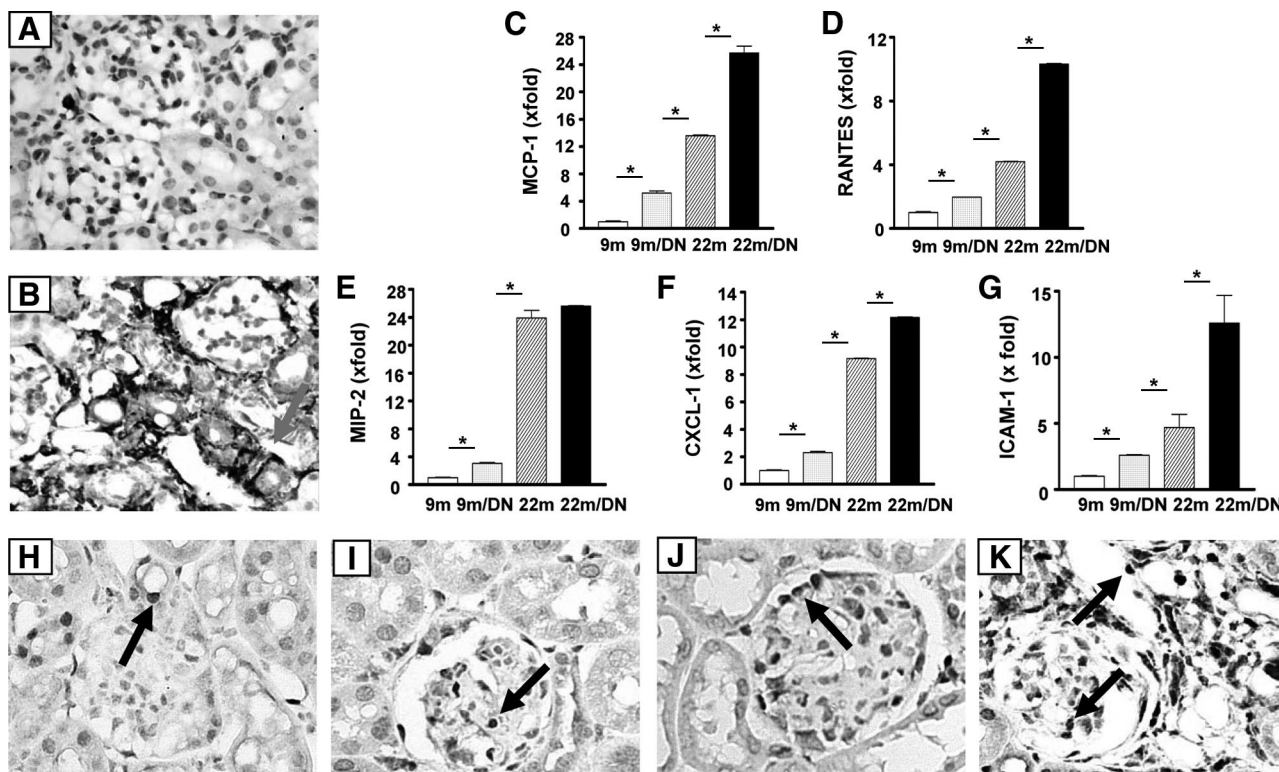 A
B
C
MCP-1 (xfold)
28
24
20
16
12
8
4
0
*
*
*
9m 9m/DN 22m 22m/DN
D
RANTES (xfold)
12
8
4
0
*
*
*
9m 9m/DN 22m 22m/DN
E
MIP-2 (xfold)
28
24
20
16
12
8
4
0
*
*
9m 9m/DN 22m 22m/DN
F
CXCL-1 (xfold)
14
12
10
8
6
4
2
0
*
*
*
9m 9m/DN 22m 22m/DN
G
ICAM-1 (x fold)
15
10
5
0
*
*
*
9m 9m/DN 22m 22m/DN
H
I
J
K